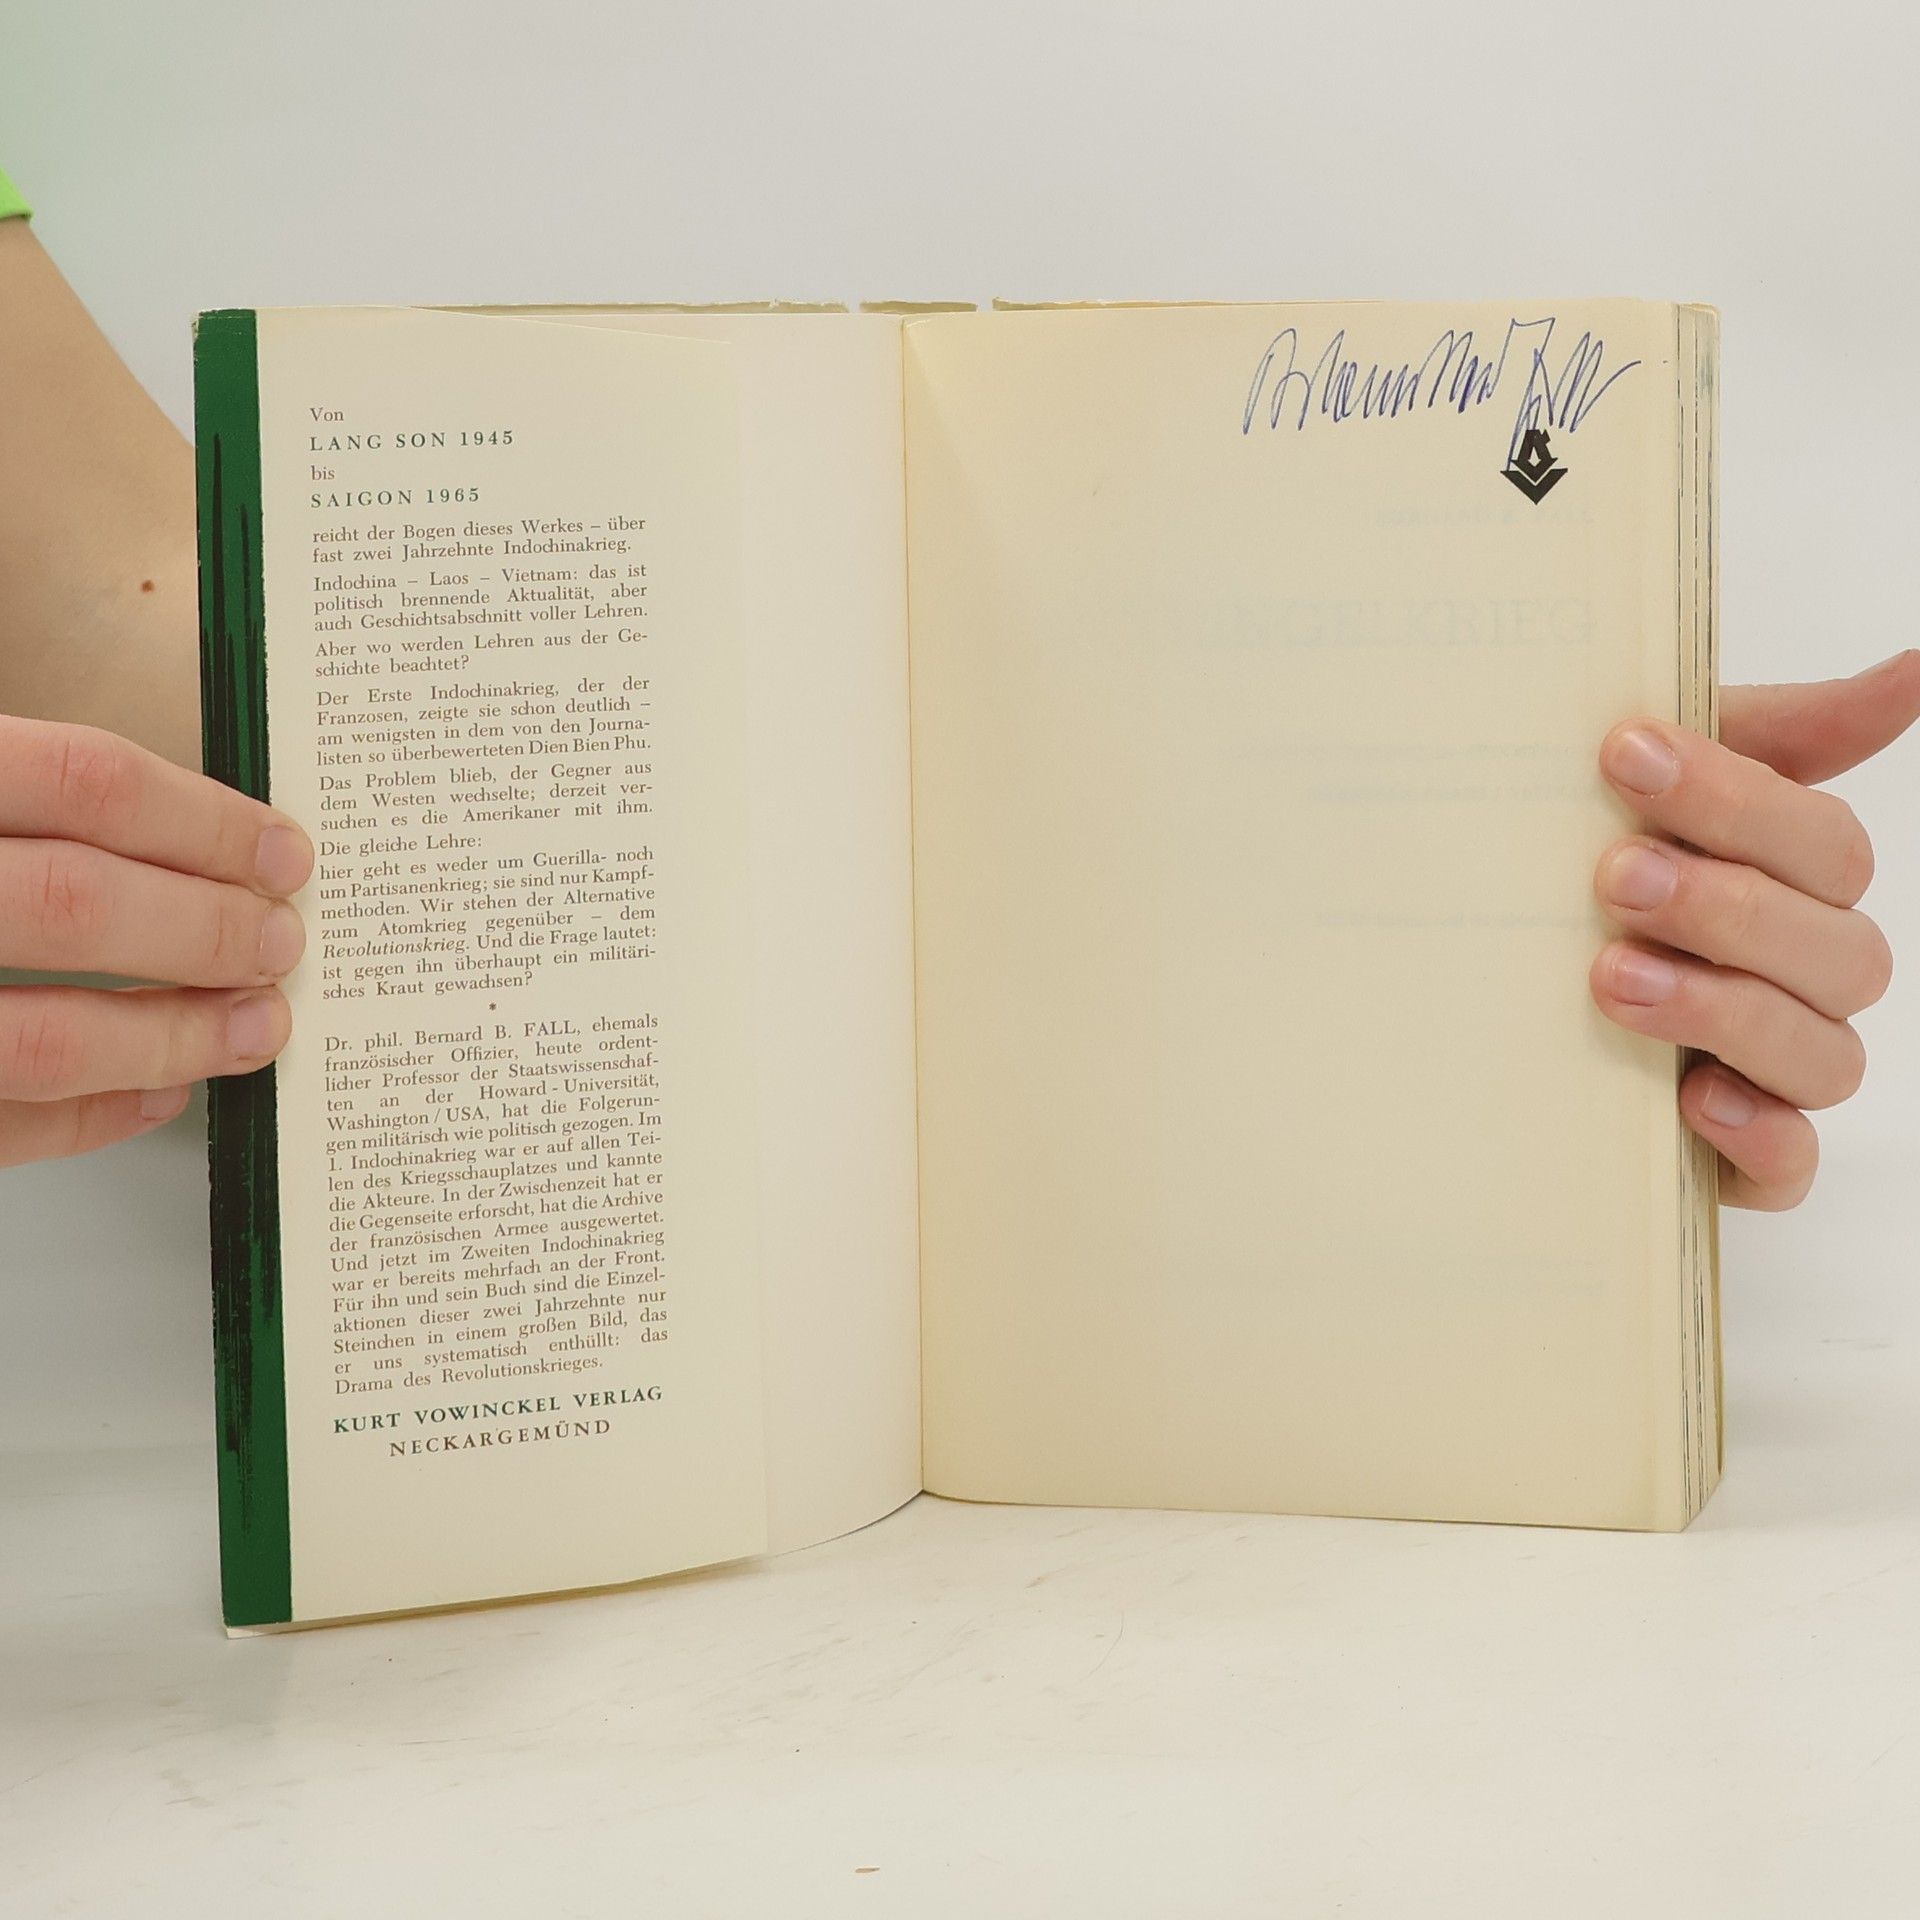 Von
LANG SON 1945
bis
SAIGON 1965
reicht der Bogen dieses Werkes – über
fast zwei Jahrzehnte Indochinakrieg.
Indochina – Laos – Vietnam: das ist
politisch brennende Aktualität, aber
auch Geschichtsabschnitt voller Lehren.
Aber wo werden Lehren aus der Ge-
schichte beachtet?
Der Erste Indochinakrieg, der der
Franzosen, zeigte sie schon deutlich –
am wenigsten in dem von den Journa-
listen so überbewerteten Dien Bien Phu.
Das Problem blieb, der Gegner aus
dem Westen wechselte; derzeit ver-
suchen es die Amerikaner mit ihm.
Die gleiche Lehre:
hier geht es weder um Guerilla- noch
um Partisanenkrieg; sie sind nur Kampf-
methoden. Wir stehen der Alternative
zum Atomkrieg gegenüber – dem
Revolutionskrieg. Und die Frage lautet:
ist gegen ihn überhaupt ein militäri-
sches Kraut gewachsen?
*
Dr. phil. Bernard B. FALL, ehemals
französischer Offizier, heute ordent-
licher Professor der Staatswissenschaf-
ten an der Howard - Universität,
Washington / USA, hat die Folgerun-
gen militärisch wie politisch gezogen. Im
1. Indochinakrieg war er auf allen Tei-
len des Kriegsschauplatzes und kannte
die Akteure. In der Zwischenzeit hat er
die Gegenseite erforscht, hat die Archive
der französischen Armee ausgewertet.
Und jetzt im Zweiten Indochinakrieg
war er bereits mehrfach an der Front.
Für ihn und sein Buch sind die Einzel-
aktionen dieser zwei Jahrzehnte nur
Steinchen in einem großen Bild, das
er uns systematisch enthüllt: das
Drama des Revolutionskrieges.
KURT VOWINCKEL VERLAG
NECKARGEMÜND